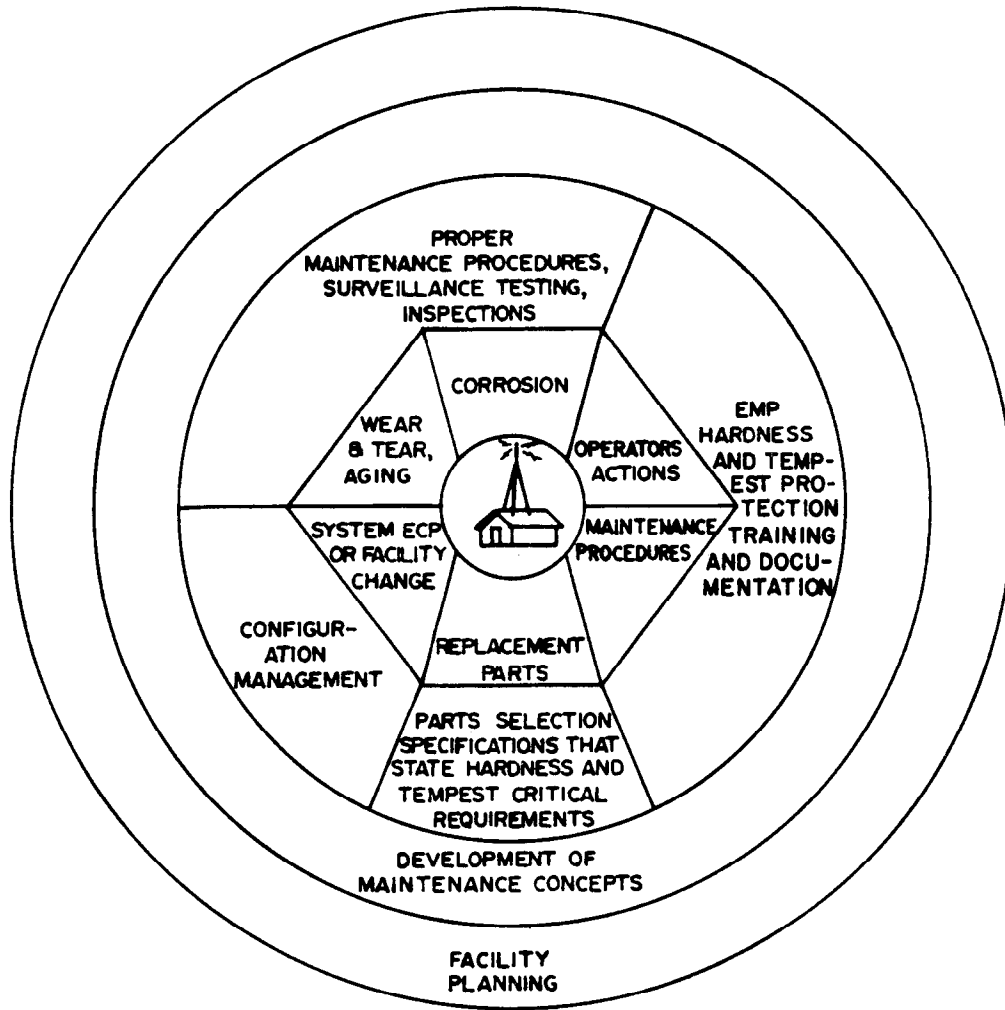 PROPER
MAINTENANCE PROCEDURES,
SURVEILLANCE TESTING,
INSPECTIONS
CORROSION
WEAR
& TEAR,
AGING
OPERATORS
ACTIONS
EMP
HARDNESS
AND TEMP-
EST PRO-
TECTION
TRAINING
AND DOCU-
MENTATION
SYSTEM ECP
OR FACILITY
CHANGE
MAINTENANCE
PROCEDURES
CONFIGUR-
ATION
MANAGEMENT
REPLACEMENT
PARTS
PARTS SELECTION
SPECIFICATIONS THAT
STATE HARDNESS AND
TEMPEST CRITICAL
REQUIREMENTS
DEVELOPMENT OF
MAINTENANCE CONCEPTS
FACILITY
PLANNING